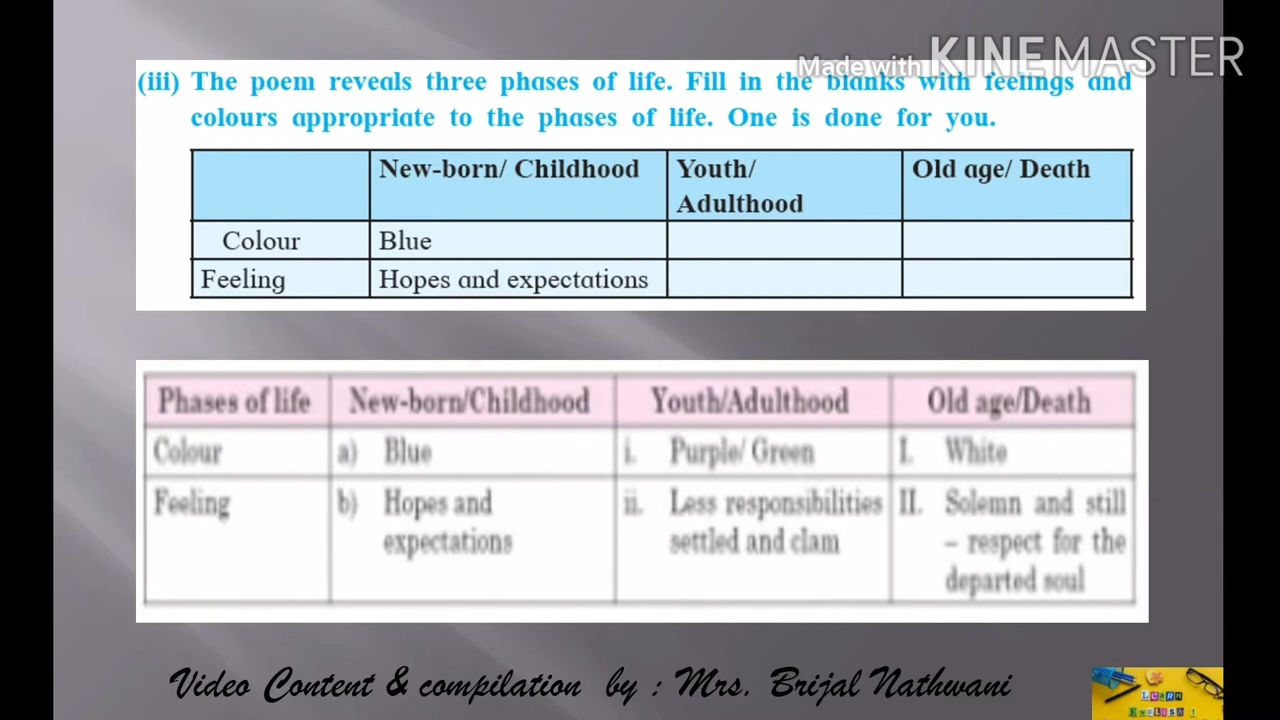 Made with KINEMASTER
(iii) The poem reveals three phases of life. Fill in the blanks with feelings and
colours appropriate to the phases of life. One is done for you.
New-born/ Childhood Youth/ Adulthood Old age/ Death
Colour Blue
Feeling Hopes and expectations
Phases of life New-born/Childhood Youth/Adulthood Old age/Death
Colour a) Blue i. Purple/ Green I. White
Feeling b) Hopes and ii. Less responsibilities II. Solemn and still
expectations settled and clam – respect for the
departed soul
Video Content & compilation by : Mrs. Brijal Nathwani
LEARN
ENGLISH !